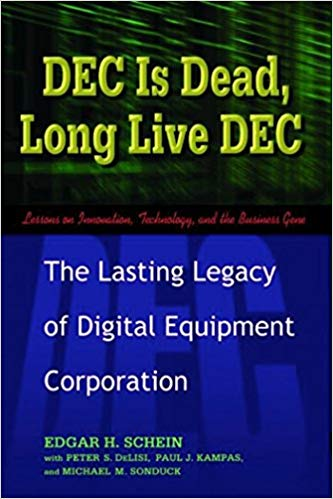 DEC Is Dead,
Long Live DEC
Lessons on Innovation, Technology, and the Business Gene
DEC
The Lasting Legacy
of Digital Equipment
Corporation
EDGAR H. SCHEIN
with PETER S. DELISI, PAUL J. KAMPAS,
and MICHAEL M. SONDUCK